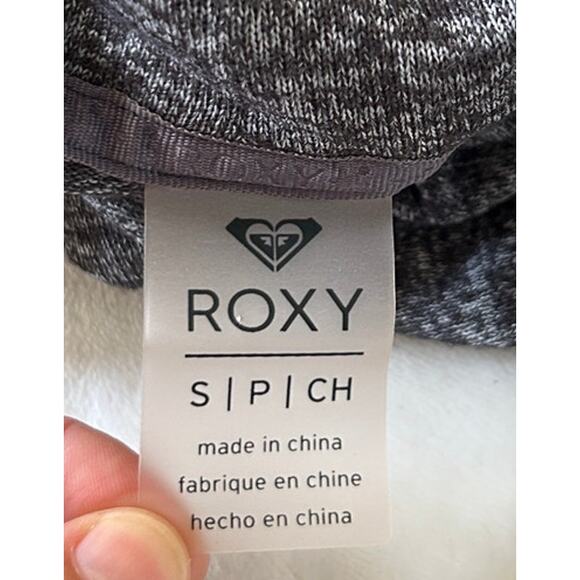 ROXY
S | P | CH
made in china
fabrique en chine
hecho en china